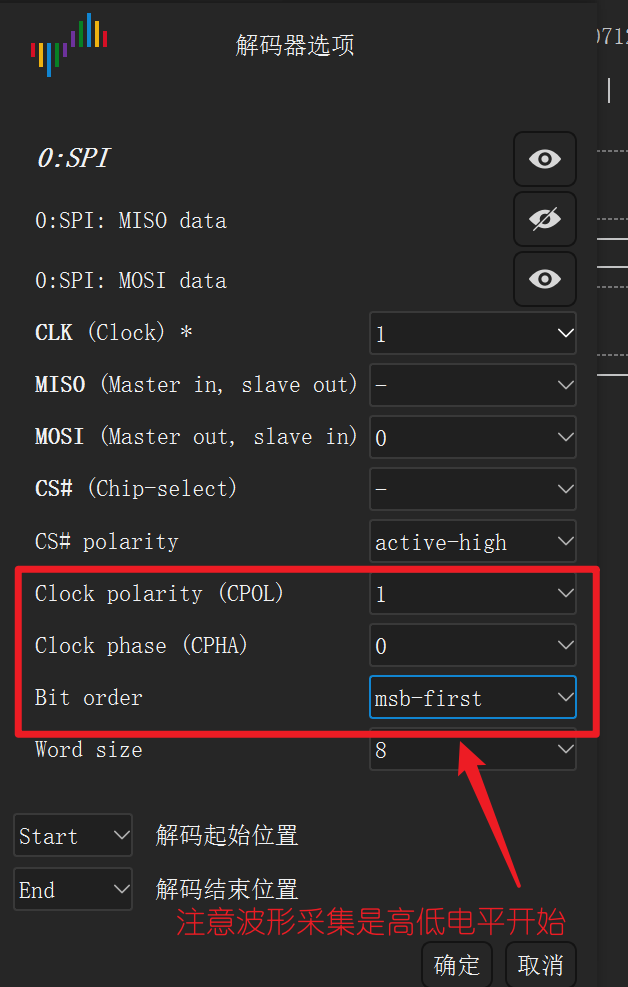 解码器选项
0:SPI
0:SPI: MISO data
0:SPI: MOSI data
CLK (Clock) * 1
MISO (Master in, slave out) -
MOSI (Master out, slave in) 0
CS# (Chip-select) -
CS# polarity active-high
Clock polarity (CPOL) 1
Clock phase (CPHA) 0
Bit order msb-first
Word size 8
Start 解码起始位置
End 解码结束位置
注意波形采集是高低电平开始
确定 取消